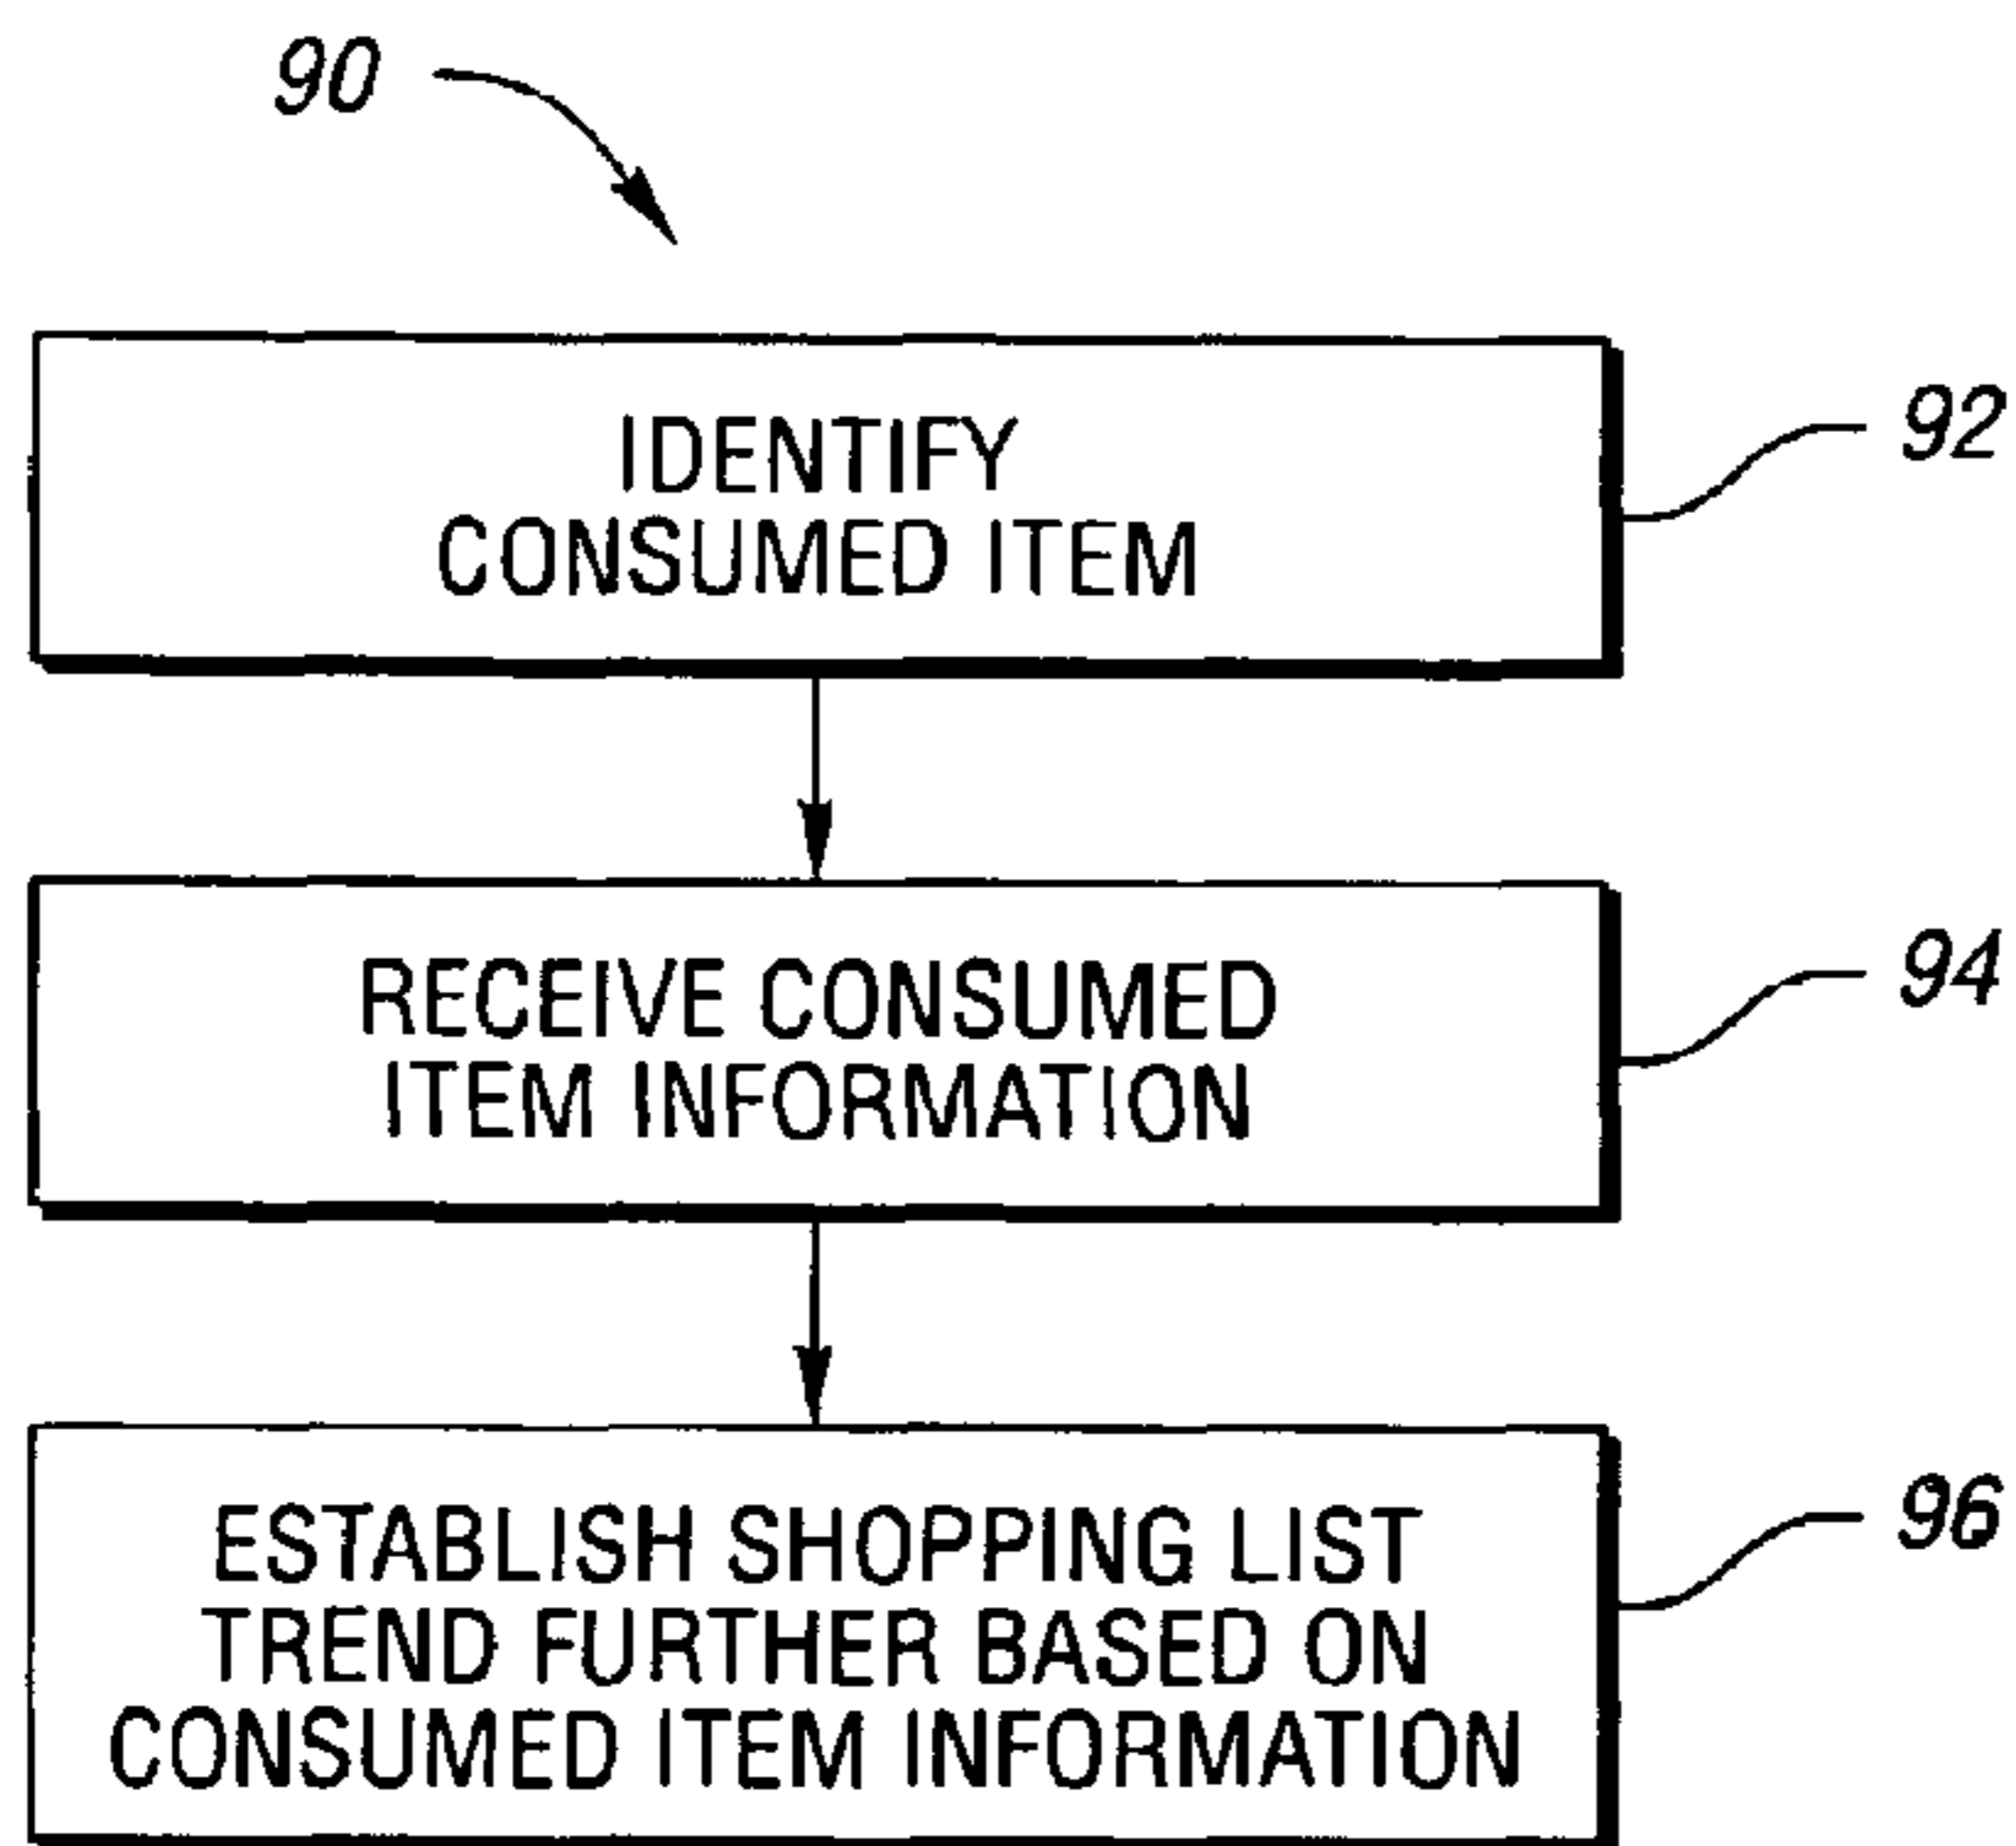 90
IDENTIFY
CONSUMED ITEM
92
RECEIVE CONSUMED
ITEM INFORMATION
94
ESTABLISH SHOPPING LIST
TREND FURTHER BASED ON
CONSUMED ITEM INFORMATION
96